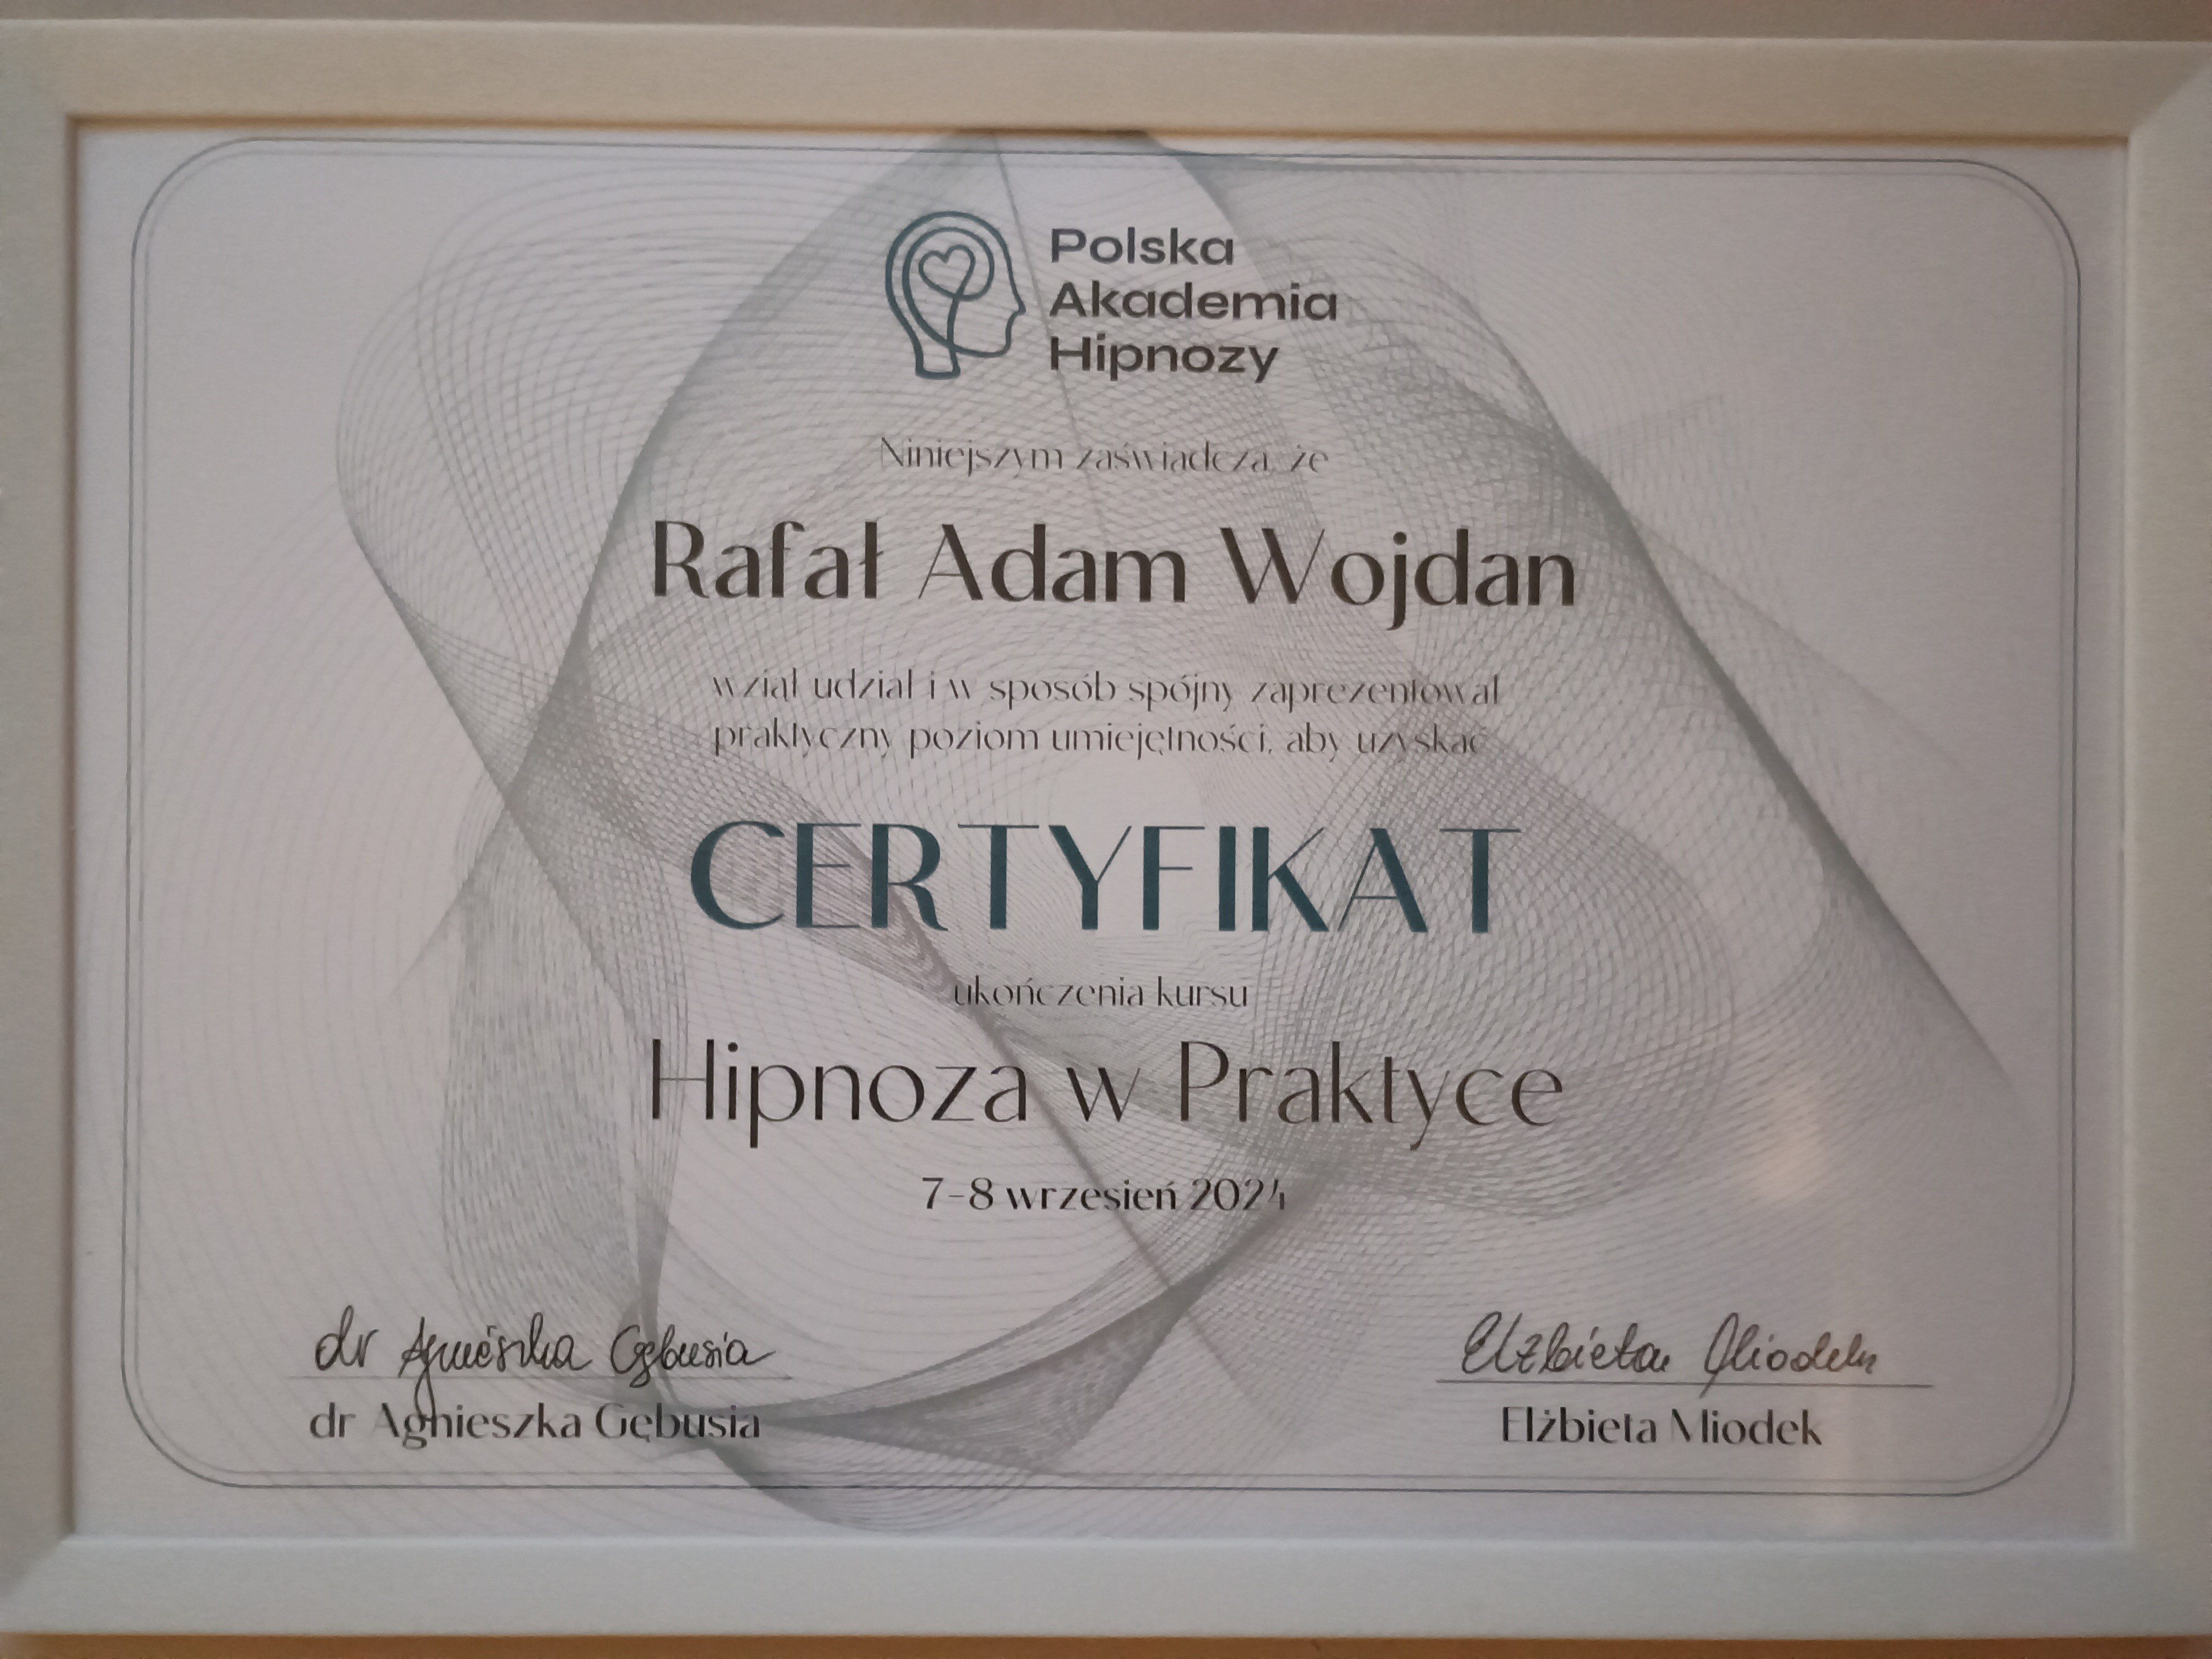 Polska
Akademia
Hipnozy
Niniejszym zaświadcza, że
Rafał Adam Wojdan
wziął udział i w sposób spójny zaprezentował
praktyczny poziom umiejętności, aby uzyskać
CERTYFIKAT
ukończenia kursu
Hipnoza w Praktyce
7-8 wrzesień 2024
dr Agnieszka Gębusia
Elżbieta Miodek
dr Agnieszka Gębusia
Elżbieta Miodek